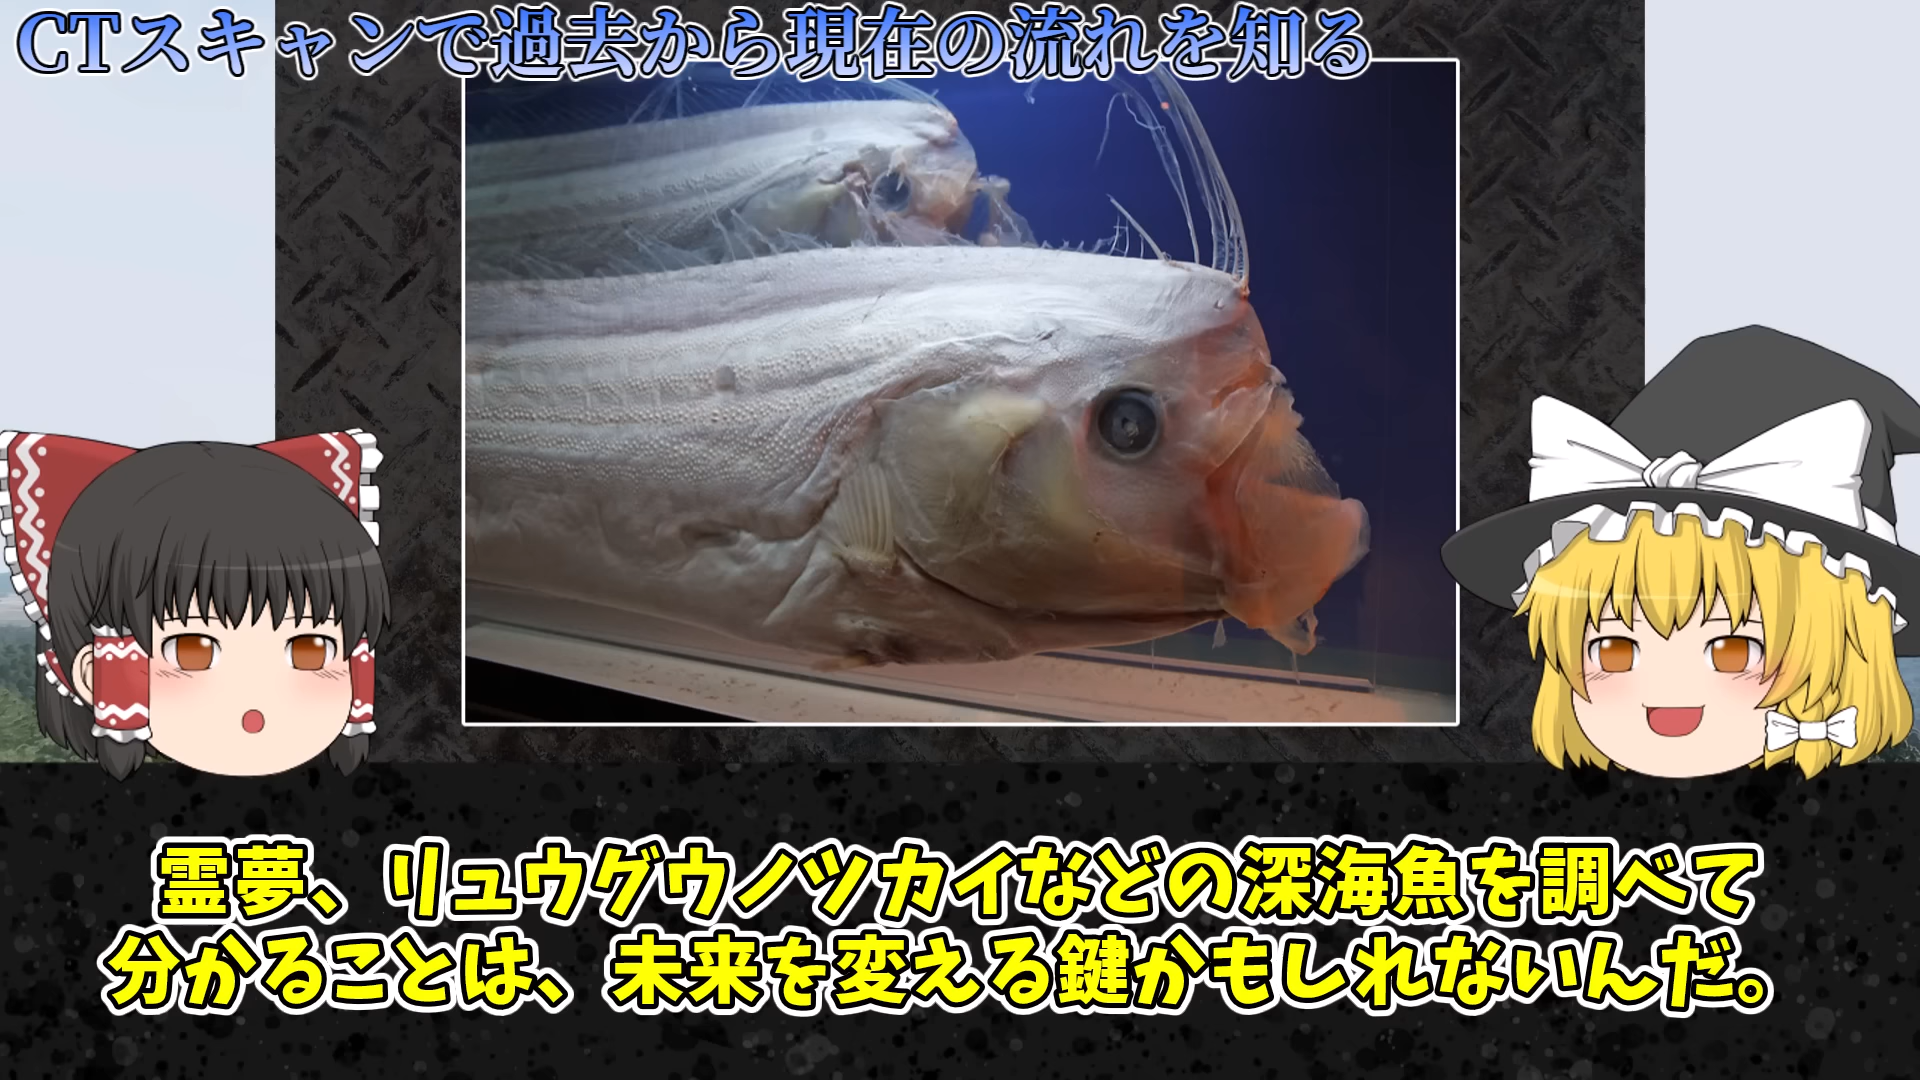 CTスキャンで過去から現在の流れを知る
霊夢、リュウグウノツカイなどの深海魚を調べて
分かることは、未来を変える鍵かもしれないんだ。